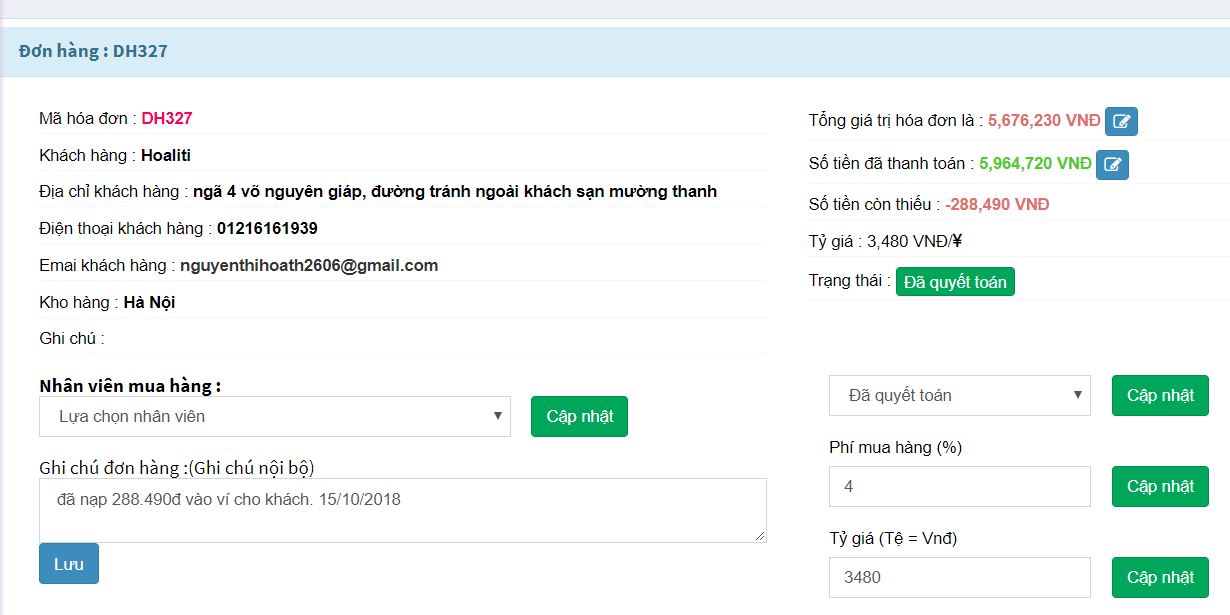 Đơn hàng : DH327
Mã hóa đơn : DH327
Khách hàng : Hoaliti
Địa chỉ khách hàng : ngã 4 võ nguyên giáp, đường tránh ngoài khách sạn mường thanh
Điện thoại khách hàng : 01216161939
Emai khách hàng : nguyenthihoath2606@gmail.com
Kho hàng : Hà Nội
Ghi chú :
Tổng giá trị hóa đơn là : 5,676,230 VNĐ
Số tiền đã thanh toán : 5,964,720 VNĐ
Số tiền còn thiếu : -288,490 VNĐ
Tỷ giá : 3,480 VNĐ/¥
Trạng thái : Đã quyết toán
Nhân viên mua hàng :
Lựa chọn nhân viên Cập nhật
Ghi chú đơn hàng :(Ghi chú nội bộ)
đã nạp 288.490đ vào ví cho khách. 15/10/2018
Lưu
Đã quyết toán Cập nhật
Phí mua hàng (%)
4 Cập nhật
Tỷ giá (Tệ = Vnđ)
3480 Cập nhật